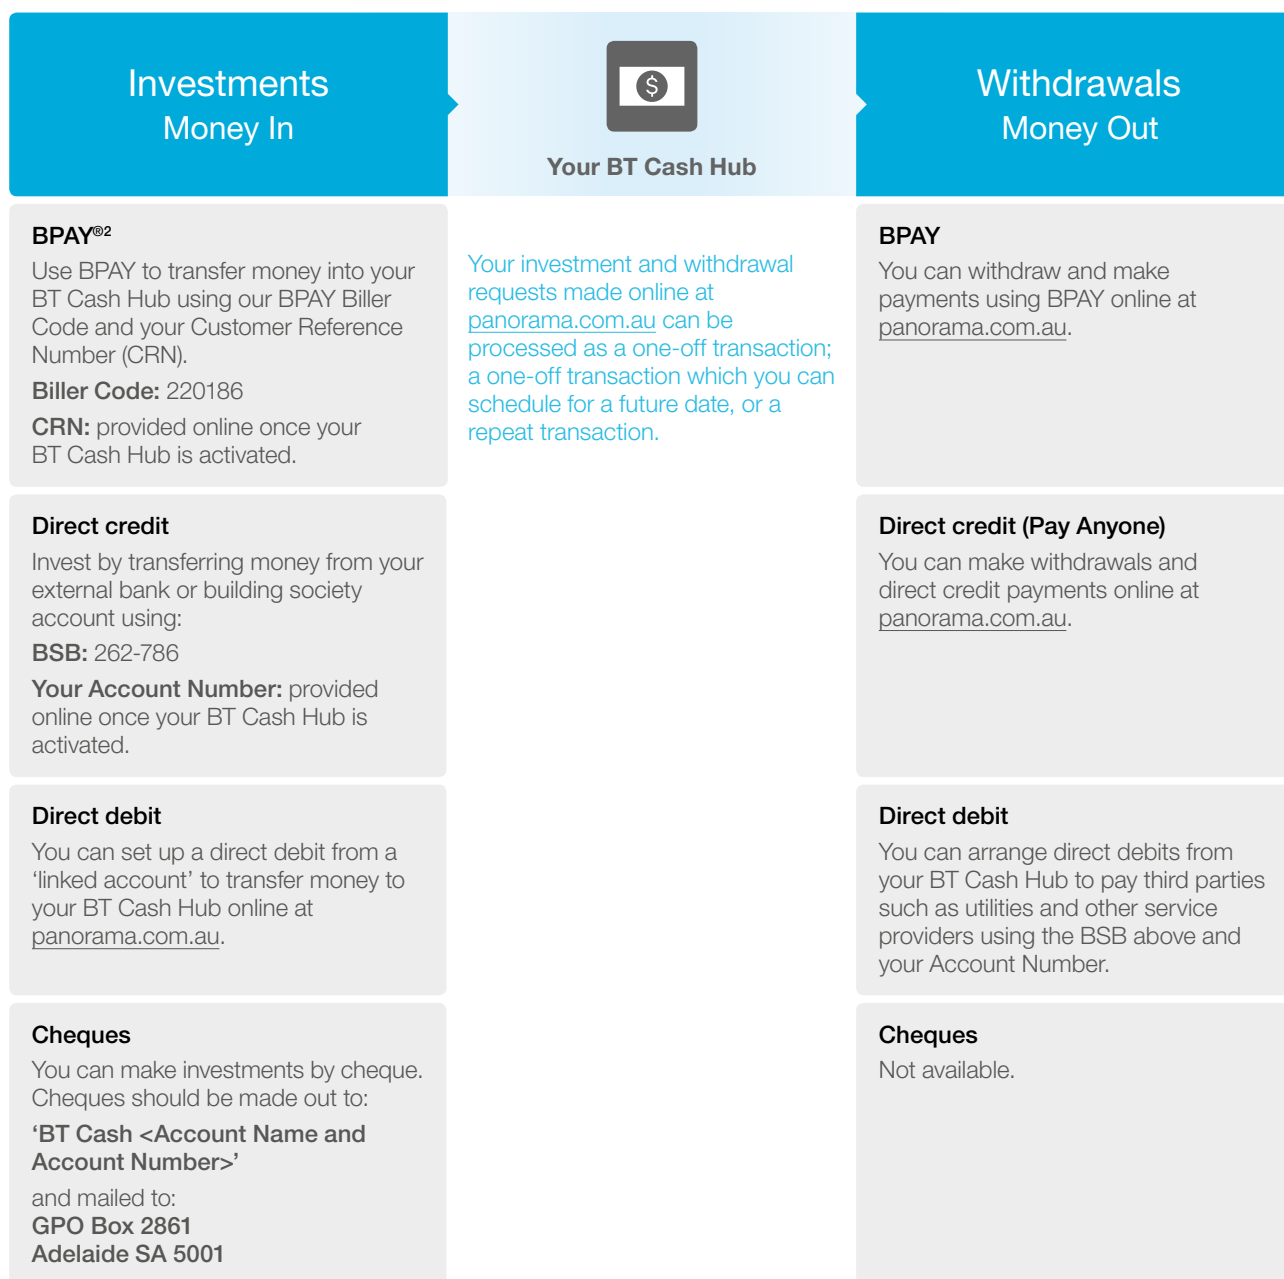 Investments
Money In
$
Your BT Cash Hub
Withdrawals
Money Out
BPAY®2
Use BPAY to transfer money into your
BT Cash Hub using our BPAY Biller
Code and your Customer Reference
Number (CRN).
Biller Code: 220186
CRN: provided online once your
BT Cash Hub is activated.
Your investment and withdrawal
requests made online at
panorama.com.au can be
processed as a one-off transaction;
a one-off transaction which you can
schedule for a future date, or a
repeat transaction.
BPAY
You can withdraw and make
payments using BPAY online at
panorama.com.au.
Direct credit
Invest by transferring money from your
external bank or building society
account using:
BSB: 262-786
Your Account Number: provided
online once your BT Cash Hub is
activated.
Direct credit (Pay Anyone)
You can make withdrawals and
direct credit payments online at
panorama.com.au.
Direct debit
You can set up a direct debit from a
‘linked account’ to transfer money to
your BT Cash Hub online at
panorama.com.au.
Direct debit
You can arrange direct debits from
your BT Cash Hub to pay third parties
such as utilities and other service
providers using the BSB above and
your Account Number.
Cheques
You can make investments by cheque.
Cheques should be made out to:
‘BT Cash <Account Name and
Account Number>’
and mailed to:
GPO Box 2861
Adelaide SA 5001
Cheques
Not available.